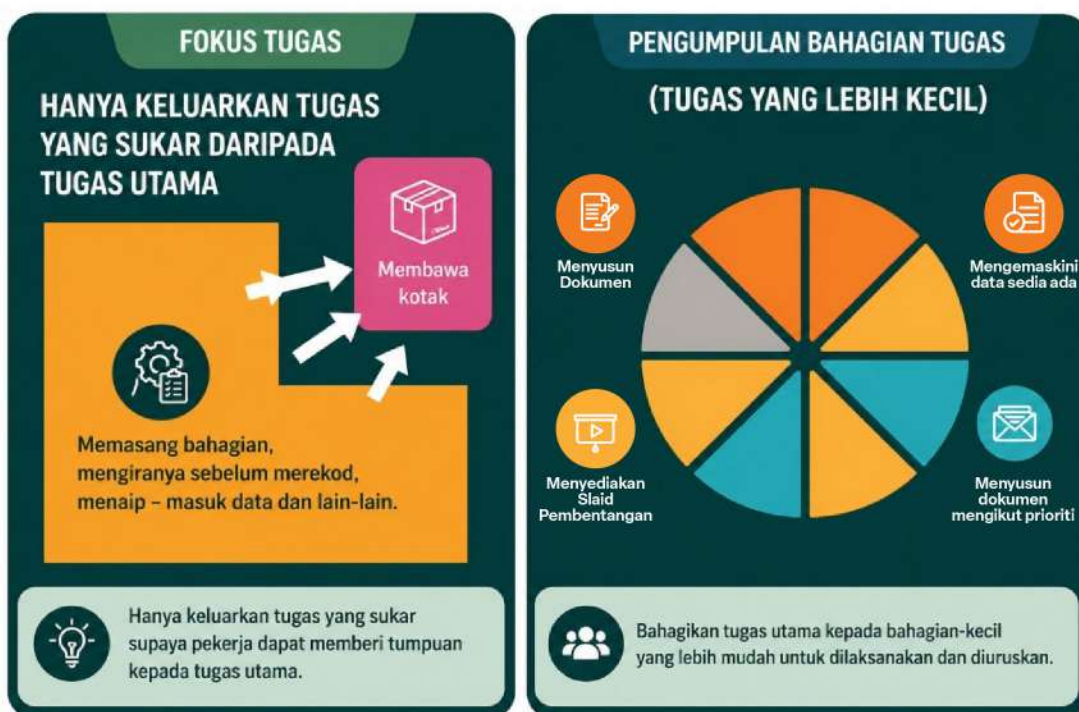 FOKUS TUGAS
HANYA KELUARKAN TUGAS
YANG SUKAR DARIPADA
TUGAS UTAMA
Membawa
kotak
Memasang bahagian,
mengiranya sebelum merekod,
menaip – masuk data dan lain-lain.
Hanya keluarkan tugas yang sukar
supaya pekerja dapat memberi tumpuan
kepada tugas utama.
PENGUMPULAN BAHAGIAN TUGAS
(TUGAS YANG LEBIH KECIL)
Menyusun
Dokumen
Mengemaskini
data sedia ada
Menyediakan
Slaid
Pembentangan
Menyusun
dokumen
mengikut prioriti
Bahagikan tugas utama kepada bahagian-kecil
yang lebih mudah untuk dilaksanakan dan diuruskan.